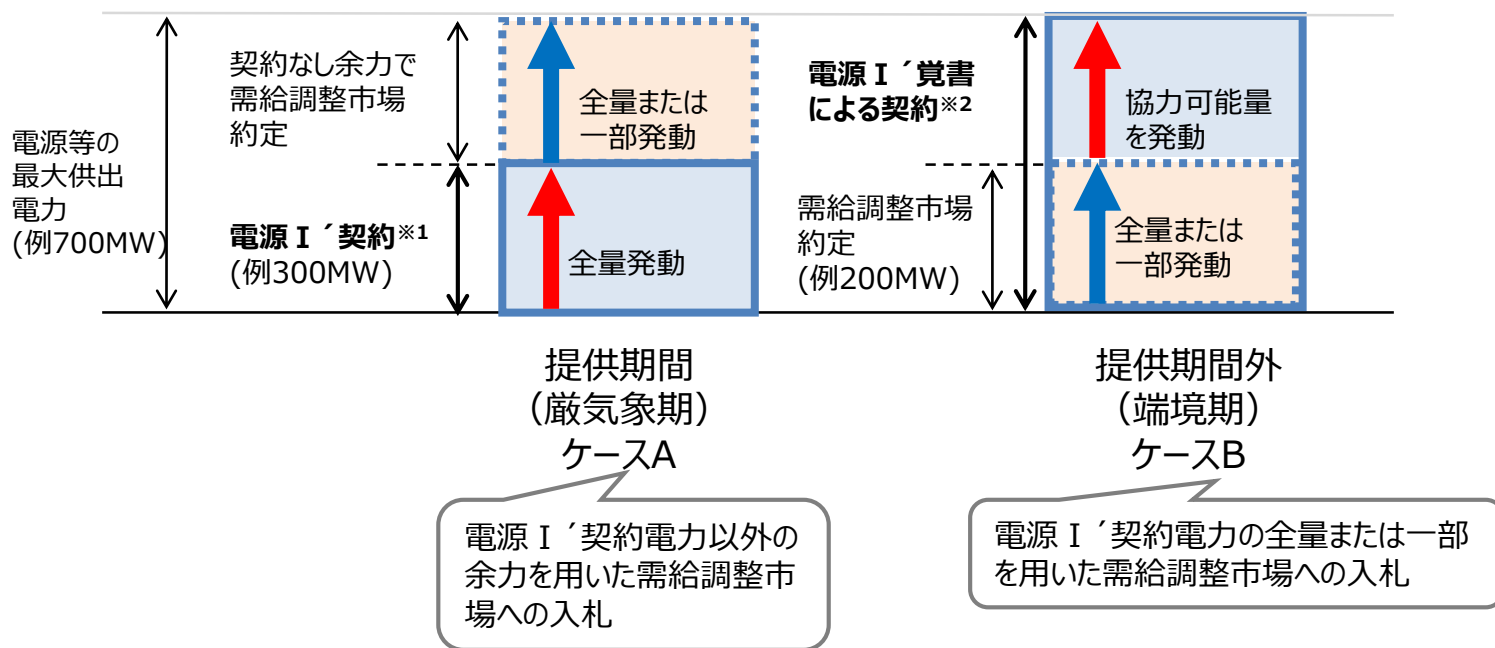 電源等の
最大供出
電力
(例700MW)
契約なし余力で
需給調整市場
約定
電源Ⅰ´契約※1
(例300MW)
全量または
一部発動
全量発動
電源Ⅰ´覚書
による契約※2
需給調整市場
約定
(例200MW)
協力可能量
を発動
全量または
一部発動
提供期間
（厳気象期）
ケースA
提供期間外
（端境期）
ケースB
電源Ⅰ´契約電力以外の
余力を用いた需給調整市
場への入札
電源Ⅰ´契約電力の全量または一部
を用いた需給調整市場への入札